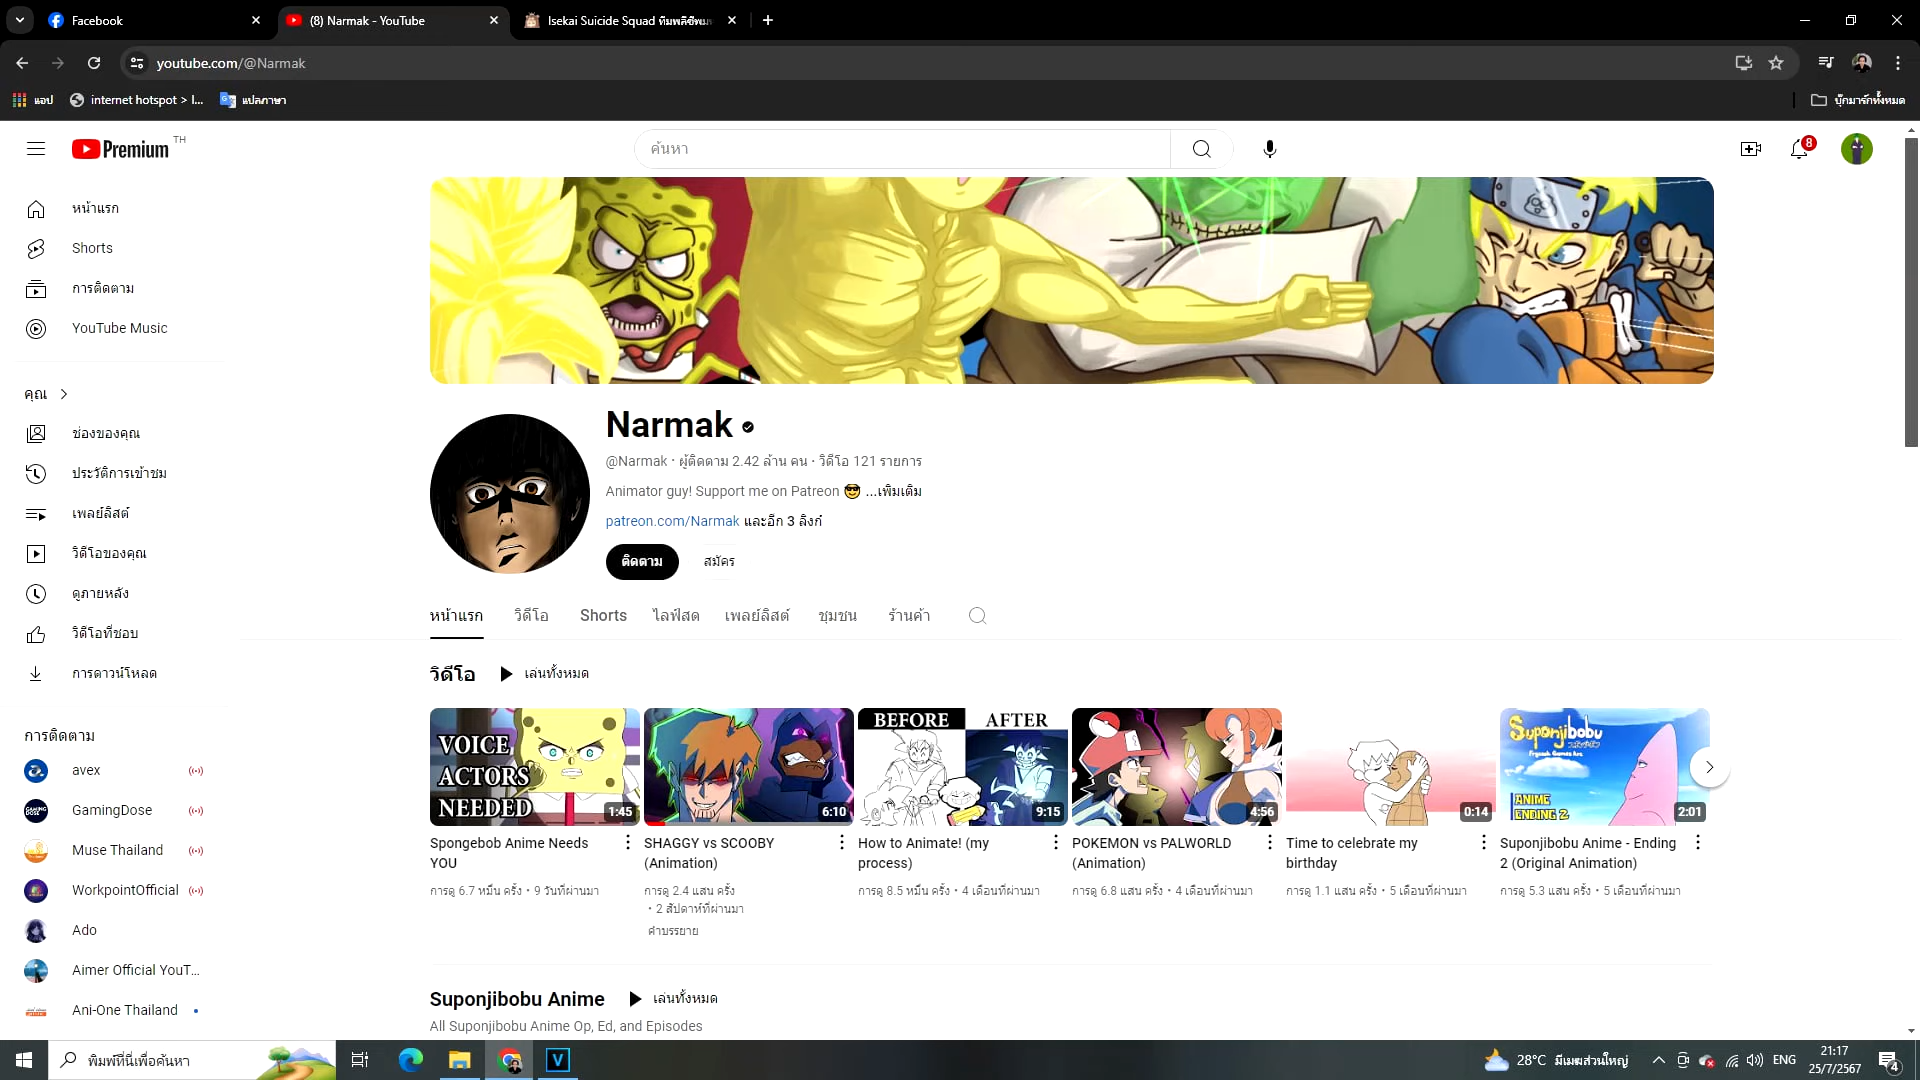 Facebook
(8) Narmak - YouTube
Isekai Suicide Squad
youtube.com/@Narmak
แอป
internet hotspot > I...
แปลภาษา
บุ๊กมาร์กทั้งหมด
Premium TH
ค้นหา
8
หน้าแรก
Shorts
การติดตาม
YouTube Music
คุณ
ช่องของคุณ
ประวัติการเข้าชม
เพลย์ลิสต์
วิดีโอของคุณ
ดูภายหลัง
วิดีโอที่ชอบ
การดาวน์โหลด
การติดตาม
avex
GamingDose
Muse Thailand
WorkpointOfficial
Ado
Aimer Official YouT...
Ani-One Thailand
Narmak
@Narmak · ผู้ติดตาม 2.42 ล้าน คน · วิดีโอ 121 รายการ
Animator guy! Support me on Patreon 😎 ...เพิ่มเติม
patreon.com/Narmak และอีก 3 ลิงก์
ติดตาม
สมัคร
หน้าแรก วิดีโอ Shorts ไลฟ์สด เพลย์ลิสต์ ชุมชน ร้านค้า
วิดีโอ
เล่นทั้งหมด
VOICE
ACTORS
NEEDED
1:45
Spongebob Anime Needs
YOU
การดู 6.7 หมื่น ครั้ง • 9 วันที่ผ่านมา
6:10
SHAGGY vs SCOOBY
(Animation)
การดู 2.4 แสน ครั้ง
• 2 สัปดาห์ที่ผ่านมา
คำบรรยาย
BEFORE AFTER
9:15
How to Animate! (my
process)
การดู 8.5 หมื่น ครั้ง • 4 เดือนที่ผ่านมา
4:56
POKEMON vs PALWORLD
(Animation)
การดู 6.8 แสน ครั้ง • 4 เดือนที่ผ่านมา
0:14
Time to celebrate my
birthday
การดู 1.1 แสน ครั้ง • 5 เดือนที่ผ่านมา
Suponjibobu
ANIME
ENDING 2
2:01
Suponjibobu Anime - Ending
2 (Original Animation)
การดู 5.3 แสน ครั้ง • 5 เดือนที่ผ่านมา
Suponjibobu Anime
เล่นทั้งหมด
All Suponjibobu Anime Op, Ed, and Episodes
พิมพ์ที่นี่เพื่อค้นหา
V
28°C มีเมฆส่วนใหญ่
ENG
21:17
25/7/2567
4